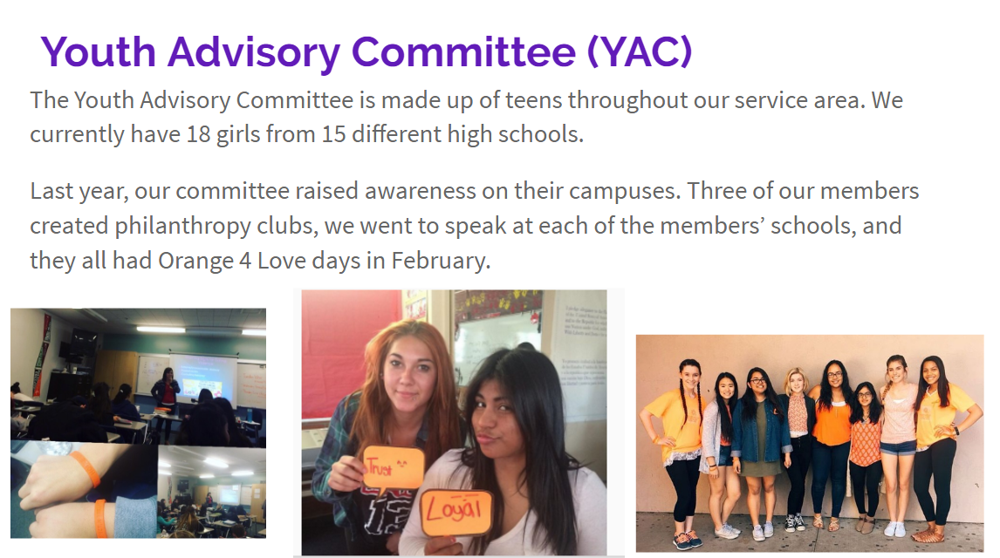 Youth Advisory Committee (YAC)
The Youth Advisory Committee is made up of teens throughout our service area. We
currently have 18 girls from 15 different high schools.
Last year, our committee raised awareness on their campuses. Three of our members
created philanthropy clubs, we went to speak at each of the members’ schools, and
they all had Orange 4 Love days in February.
Trust
Loyal